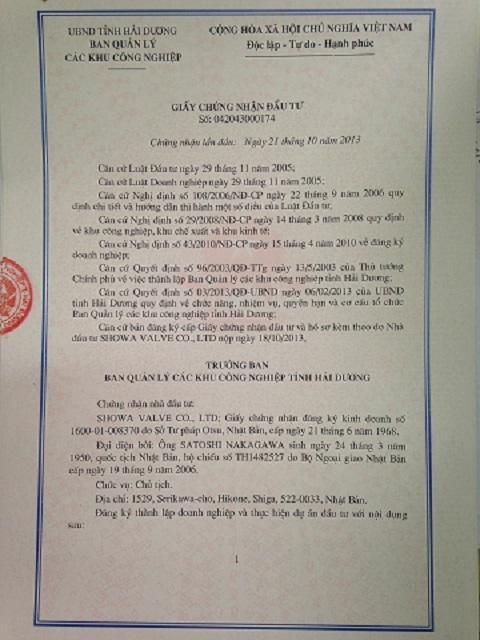 UBND TỈNH HẢI DƯƠNG
BAN QUẢN LÝ
CÁC KHU CÔNG NGHIỆP
CỘNG HÒA XÃ HỘI CHỦ NGHĨA VIỆT NAM
Độc lập - Tự do - Hạnh phúc
GIẤY CHỨNG NHẬN ĐẦU TƯ
Số: 042043000174
Chứng nhận lần đầu: Ngày 21 tháng 10 năm 2013
Căn cứ Luật Đầu tư ngày 29 tháng 11 năm 2005;
Căn cứ Luật Doanh nghiệp ngày 29 tháng 11 năm 2005;
Căn cứ Nghị định số 108/2006/NĐ-CP ngày 22 tháng 9 năm 2006 quy
định chi tiết và hướng dẫn thi hành một số điều của Luật Đầu tư;
Căn cứ Nghị định số 29/2008/NĐ-CP ngày 14 tháng 3 năm 2008 quy định
về khu công nghiệp, khu chế xuất và khu kinh tế;
Căn cứ Nghị định số 43/2010/NĐ-CP ngày 15 tháng 4 năm 2010 về đăng ký
doanh nghiệp;
Căn cứ Quyết định số 96/2003/QĐ-TTg ngày 13/5/2003 của Thủ tướng
Chính phủ về việc thành lập Ban Quản lý các khu công nghiệp tỉnh Hải Dương;
Căn cứ Quyết định số 03/2013/QĐ-UBND ngày 06/02/2013 của UBND
tỉnh Hải Dương quy định về chức năng, nhiệm vụ, quyền hạn và cơ cấu tổ chức
Ban Quản lý các khu công nghiệp tỉnh Hải Dương;
Căn cứ bản đăng ký cấp Giấy chứng nhận đầu tư và hồ sơ kèm theo do Nhà
đầu tư SHOWA VALVE CO., LTD nộp ngày 18/10/2013,
TRƯỞNG BAN
BAN QUẢN LÝ CÁC KHU CÔNG NGHIỆP TỈNH HẢI DƯƠNG
Chứng nhận nhà đầu tư:
SHOWA VALVE CO., LTD; Giấy chứng nhận đăng ký kinh doanh số
1600-01-008370 do Sở Tư pháp Otsu, Nhật Bản, cấp ngày 21 tháng 6 năm 1968.
Đại diện bởi: Ông SATOSHI NAKAGAWA sinh ngày 24 tháng 3 năm
1950, quốc tịch Nhật Bản, hộ chiếu số TH1482527 do Bộ Ngoại giao Nhật Bản
cấp ngày 19 tháng 9 năm 2006.
Chức vụ: Chủ tịch.
Địa chỉ: 1529, Serikawa-cho, Hikone, Shiga, 522-0033, Nhật Bản.
Đăng ký thành lập doanh nghiệp và thực hiện dự án đầu tư với nội dung
sau:
1